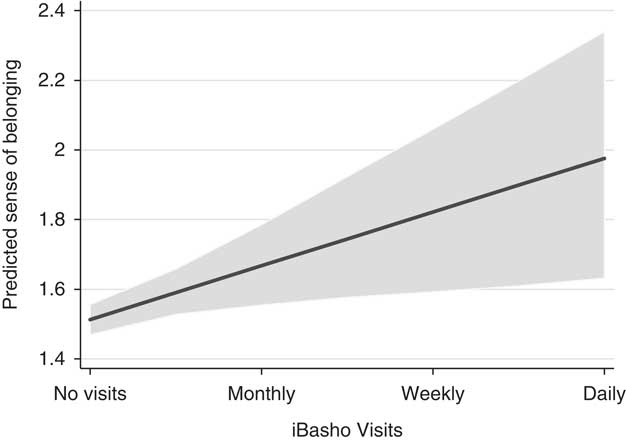 2.4
2.2
2
1.8
1.6
1.4
Predicted sense of belonging
No visits
Monthly
Weekly
Daily
iBasho Visits